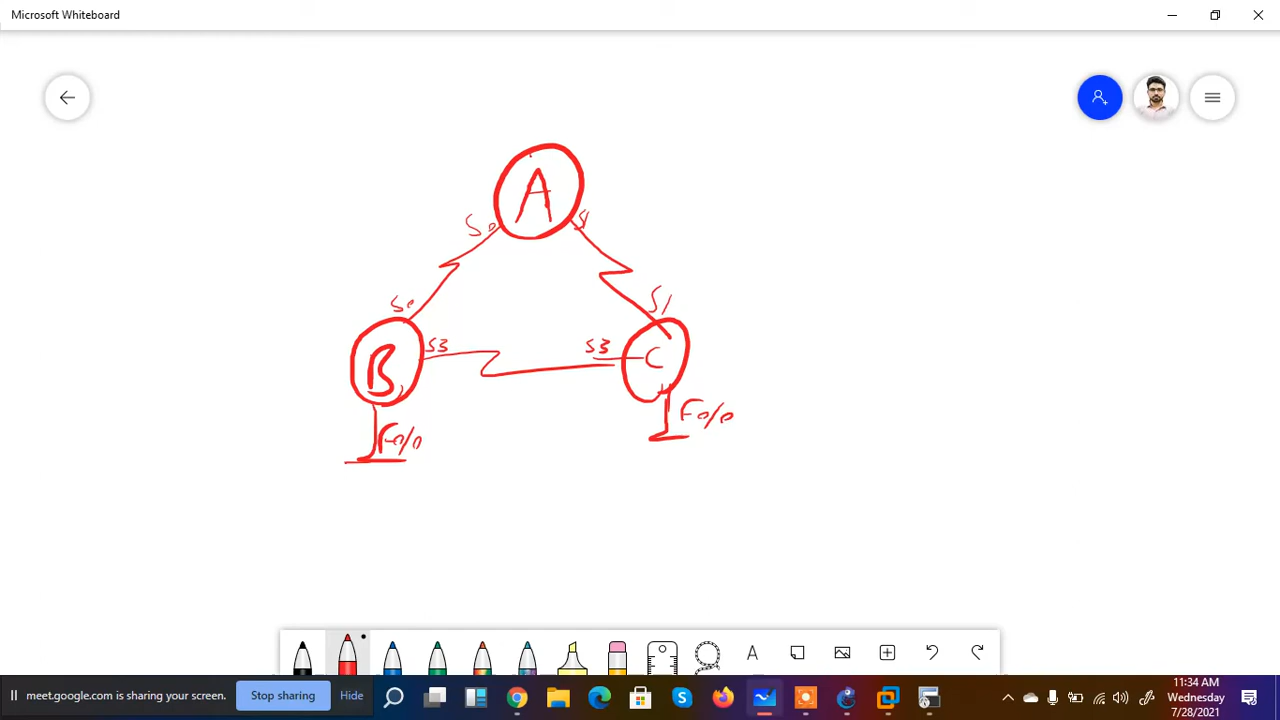 Microsoft Whiteboard
A
S0
S1
S0
S1
B
S3
S3
C
F0/0
F0/0
A
meet.google.com is sharing your screen.
Stop sharing
Hide
11:34 AM
Wednesday
7/28/2021